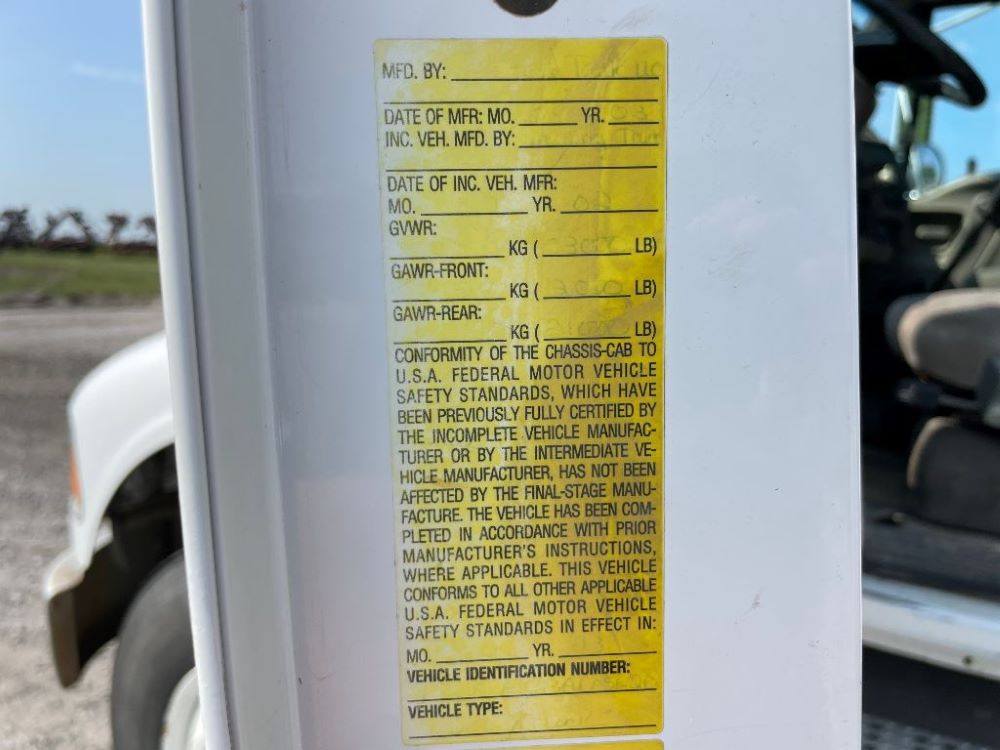 MFD. BY:
DATE OF MFR: MO. YR.
INC. VEH. MFD. BY:
DATE OF INC. VEH. MFR:
MO. YR.
GVWR:
KG ( LB)
GAWR-FRONT:
KG ( LB)
GAWR-REAR:
KG ( LB)
CONFORMITY OF THE CHASSIS-CAB TO
U.S.A. FEDERAL MOTOR VEHICLE
SAFETY STANDARDS, WHICH HAVE
BEEN PREVIOUSLY FULLY CERTIFIED BY
THE INCOMPLETE VEHICLE MANUFAC-
TURER OR BY THE INTERMEDIATE VE-
HICLE MANUFACTURER, HAS NOT BEEN
AFFECTED BY THE FINAL-STAGE MANU-
FACTURE. THE VEHICLE HAS BEEN COM-
PLETED IN ACCORDANCE WITH PRIOR
MANUFACTURER'S INSTRUCTIONS,
WHERE APPLICABLE. THIS VEHICLE
CONFORMS TO ALL OTHER APPLICABLE
U.S.A. FEDERAL MOTOR VEHICLE
SAFETY STANDARDS IN EFFECT IN:
MO. YR.
VEHICLE IDENTIFICATION NUMBER:
VEHICLE TYPE: